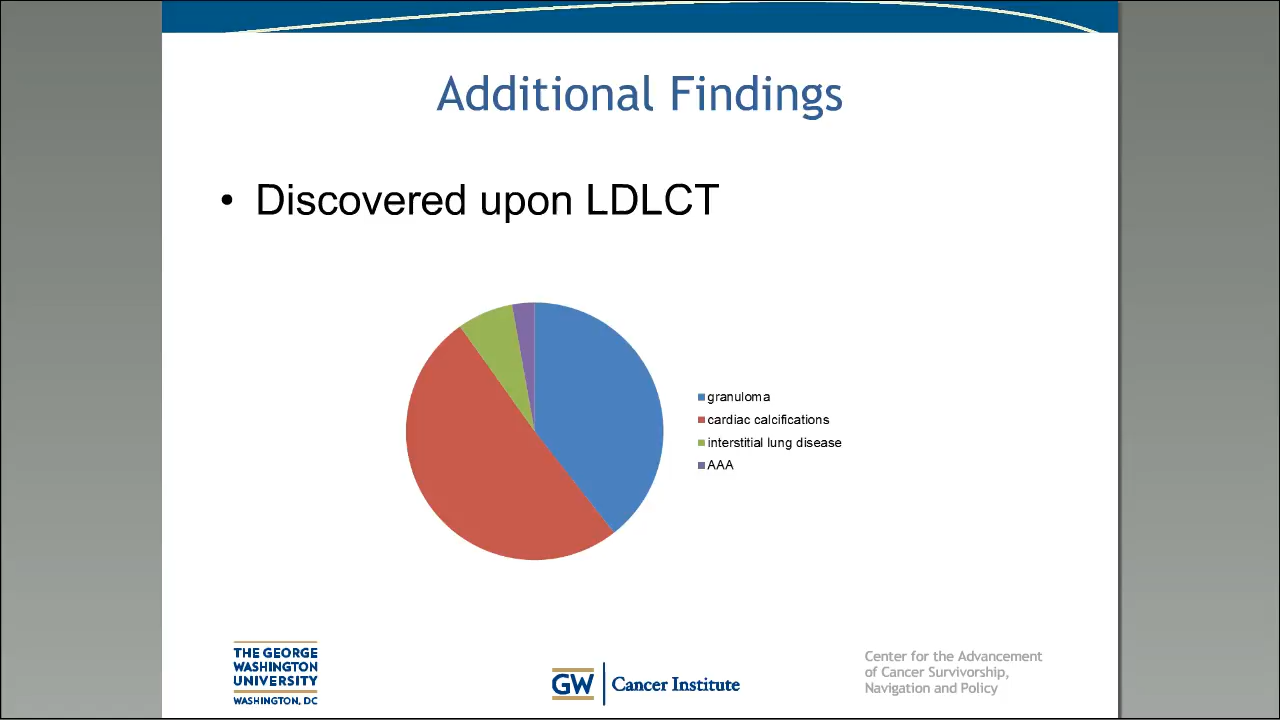 Additional Findings
• Discovered upon LDLCT
granuloma
cardiac calcifications
interstitial lung disease
AAA
THE GEORGE
WASHINGTON
UNIVERSITY
WASHINGTON, DC
GW Cancer Institute
Center for the Advancement
of Cancer Survivorship,
Navigation and Policy